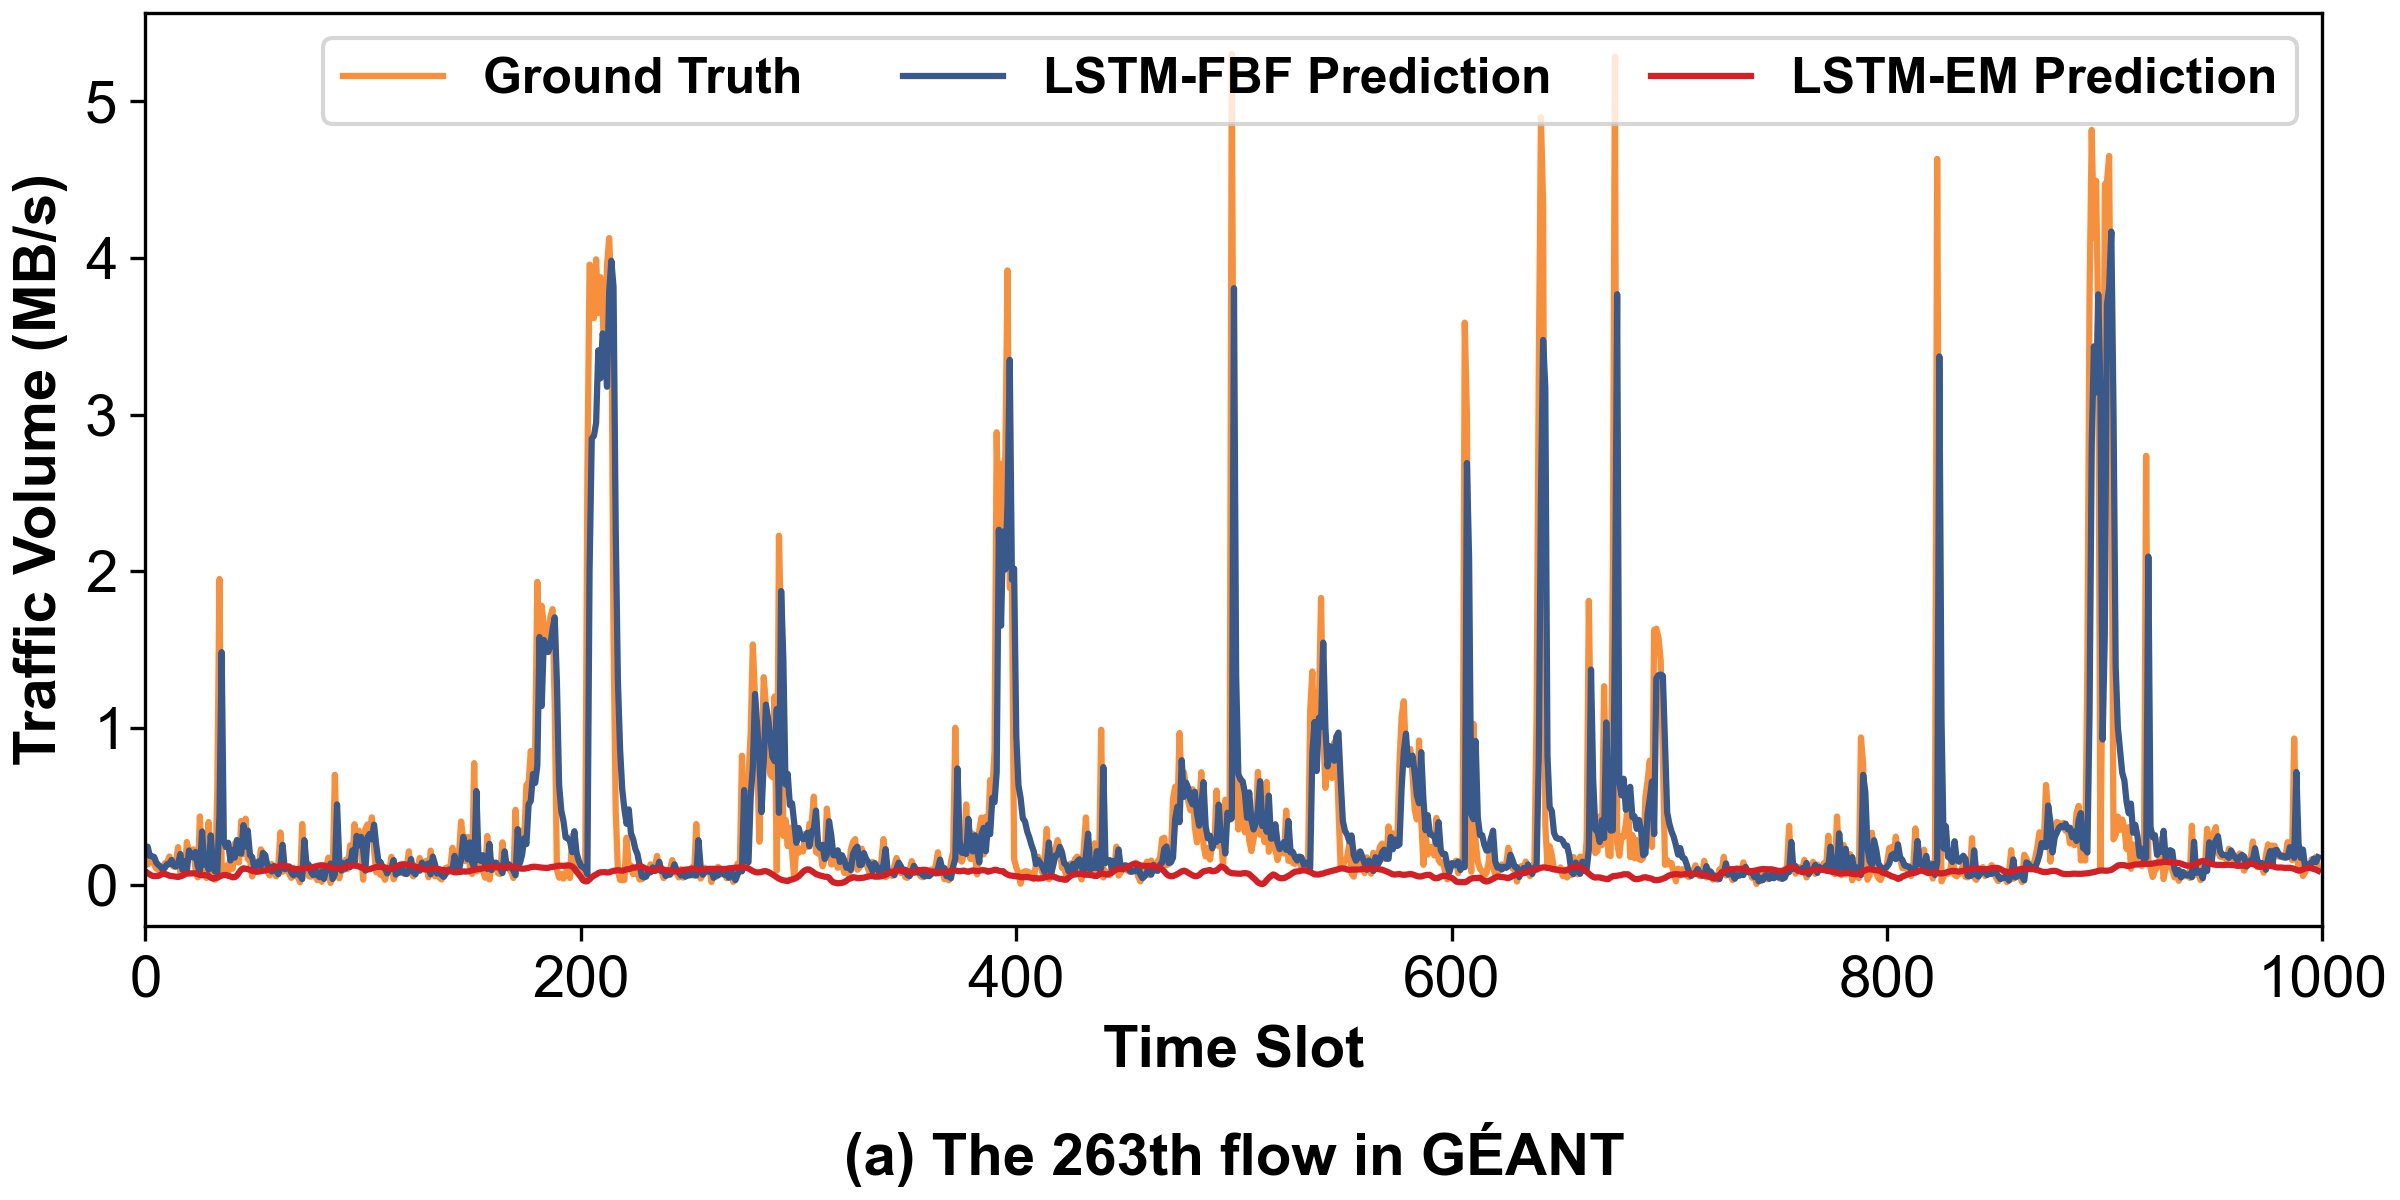 Ground Truth LSTM-FBF Prediction LSTM-EM Prediction
Traffic Volume (MB/s)
5
4
3
2
1
0
0 200 400 600 800 1000
Time Slot
(a) The 263th flow in GÉANT